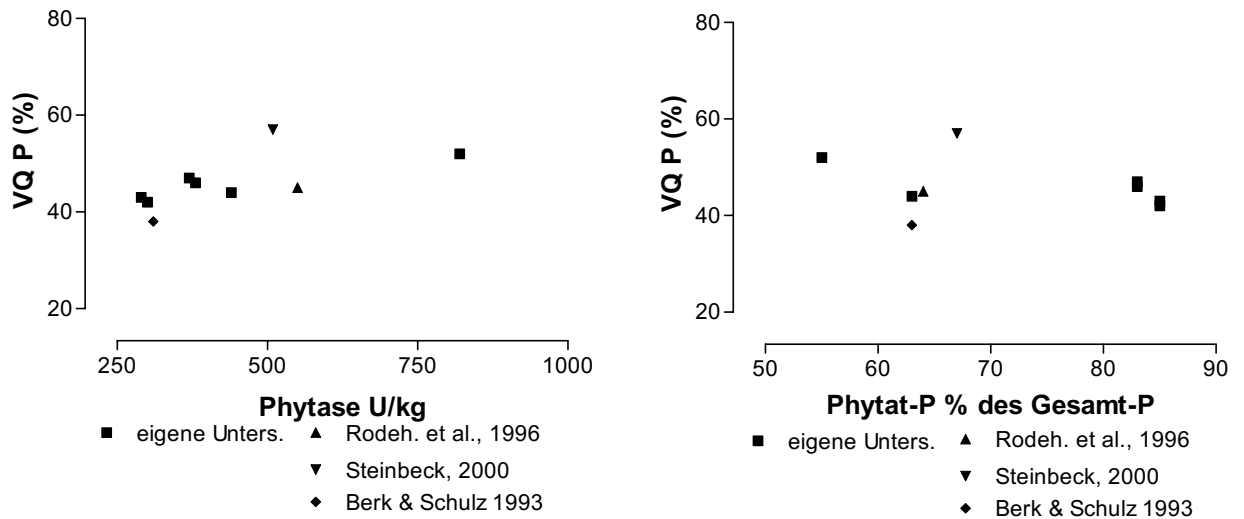 80
60
40
20
VQ P (%)
250 500 750 1000
Phytase U/kg
eigene Unters.
Rodeh. et al., 1996
Steinbeck, 2000
Berk & Schulz 1993
80
60
40
20
VQ P (%)
50 60 70 80 90
Phytat-P % des Gesamt-P
eigene Unters.
Rodeh. et al., 1996
Steinbeck, 2000
Berk & Schulz 1993